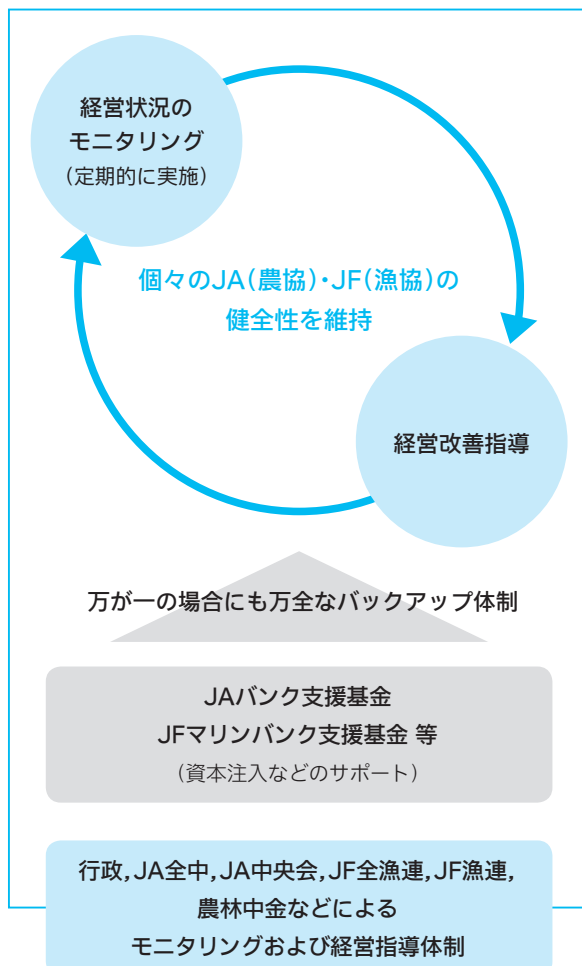 経営状況の
モニタリング
（定期的に実施）
個々のJA（農協）・JF（漁協）の
健全性を維持
経営改善指導
万が一の場合にも万全なバックアップ体制
JAバンク支援基金
JFマリンバンク支援基金 等
（資本注入などのサポート）
行政,JA全中,JA中央会,JF全漁連,JF漁連,
農林中金などによる
モニタリングおよび経営指導体制